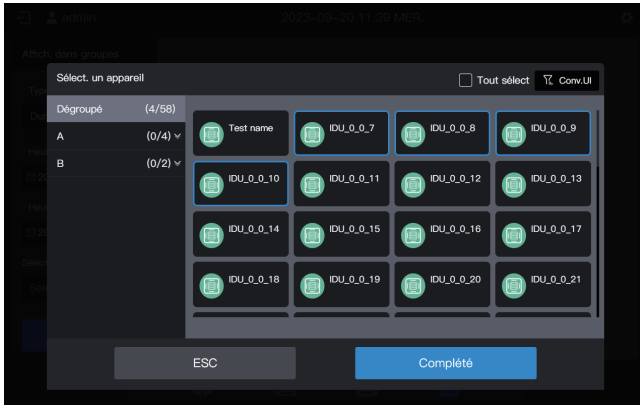 admin 2023-09-20 11:39 MER.
Affich. dans groupes
Sélect. un appareil Tout sélect Conv.UI
Dégroupé (4/58)
A (0/4)
B (0/2)
Test name IDU_0_0_7 IDU_0_0_8 IDU_0_0_9
IDU_0_0_10 IDU_0_0_11 IDU_0_0_12 IDU_0_0_13
IDU_0_0_14 IDU_0_0_15 IDU_0_0_16 IDU_0_0_17
IDU_0_0_18 IDU_0_0_19 IDU_0_0_20 IDU_0_0_21
ESC Complété